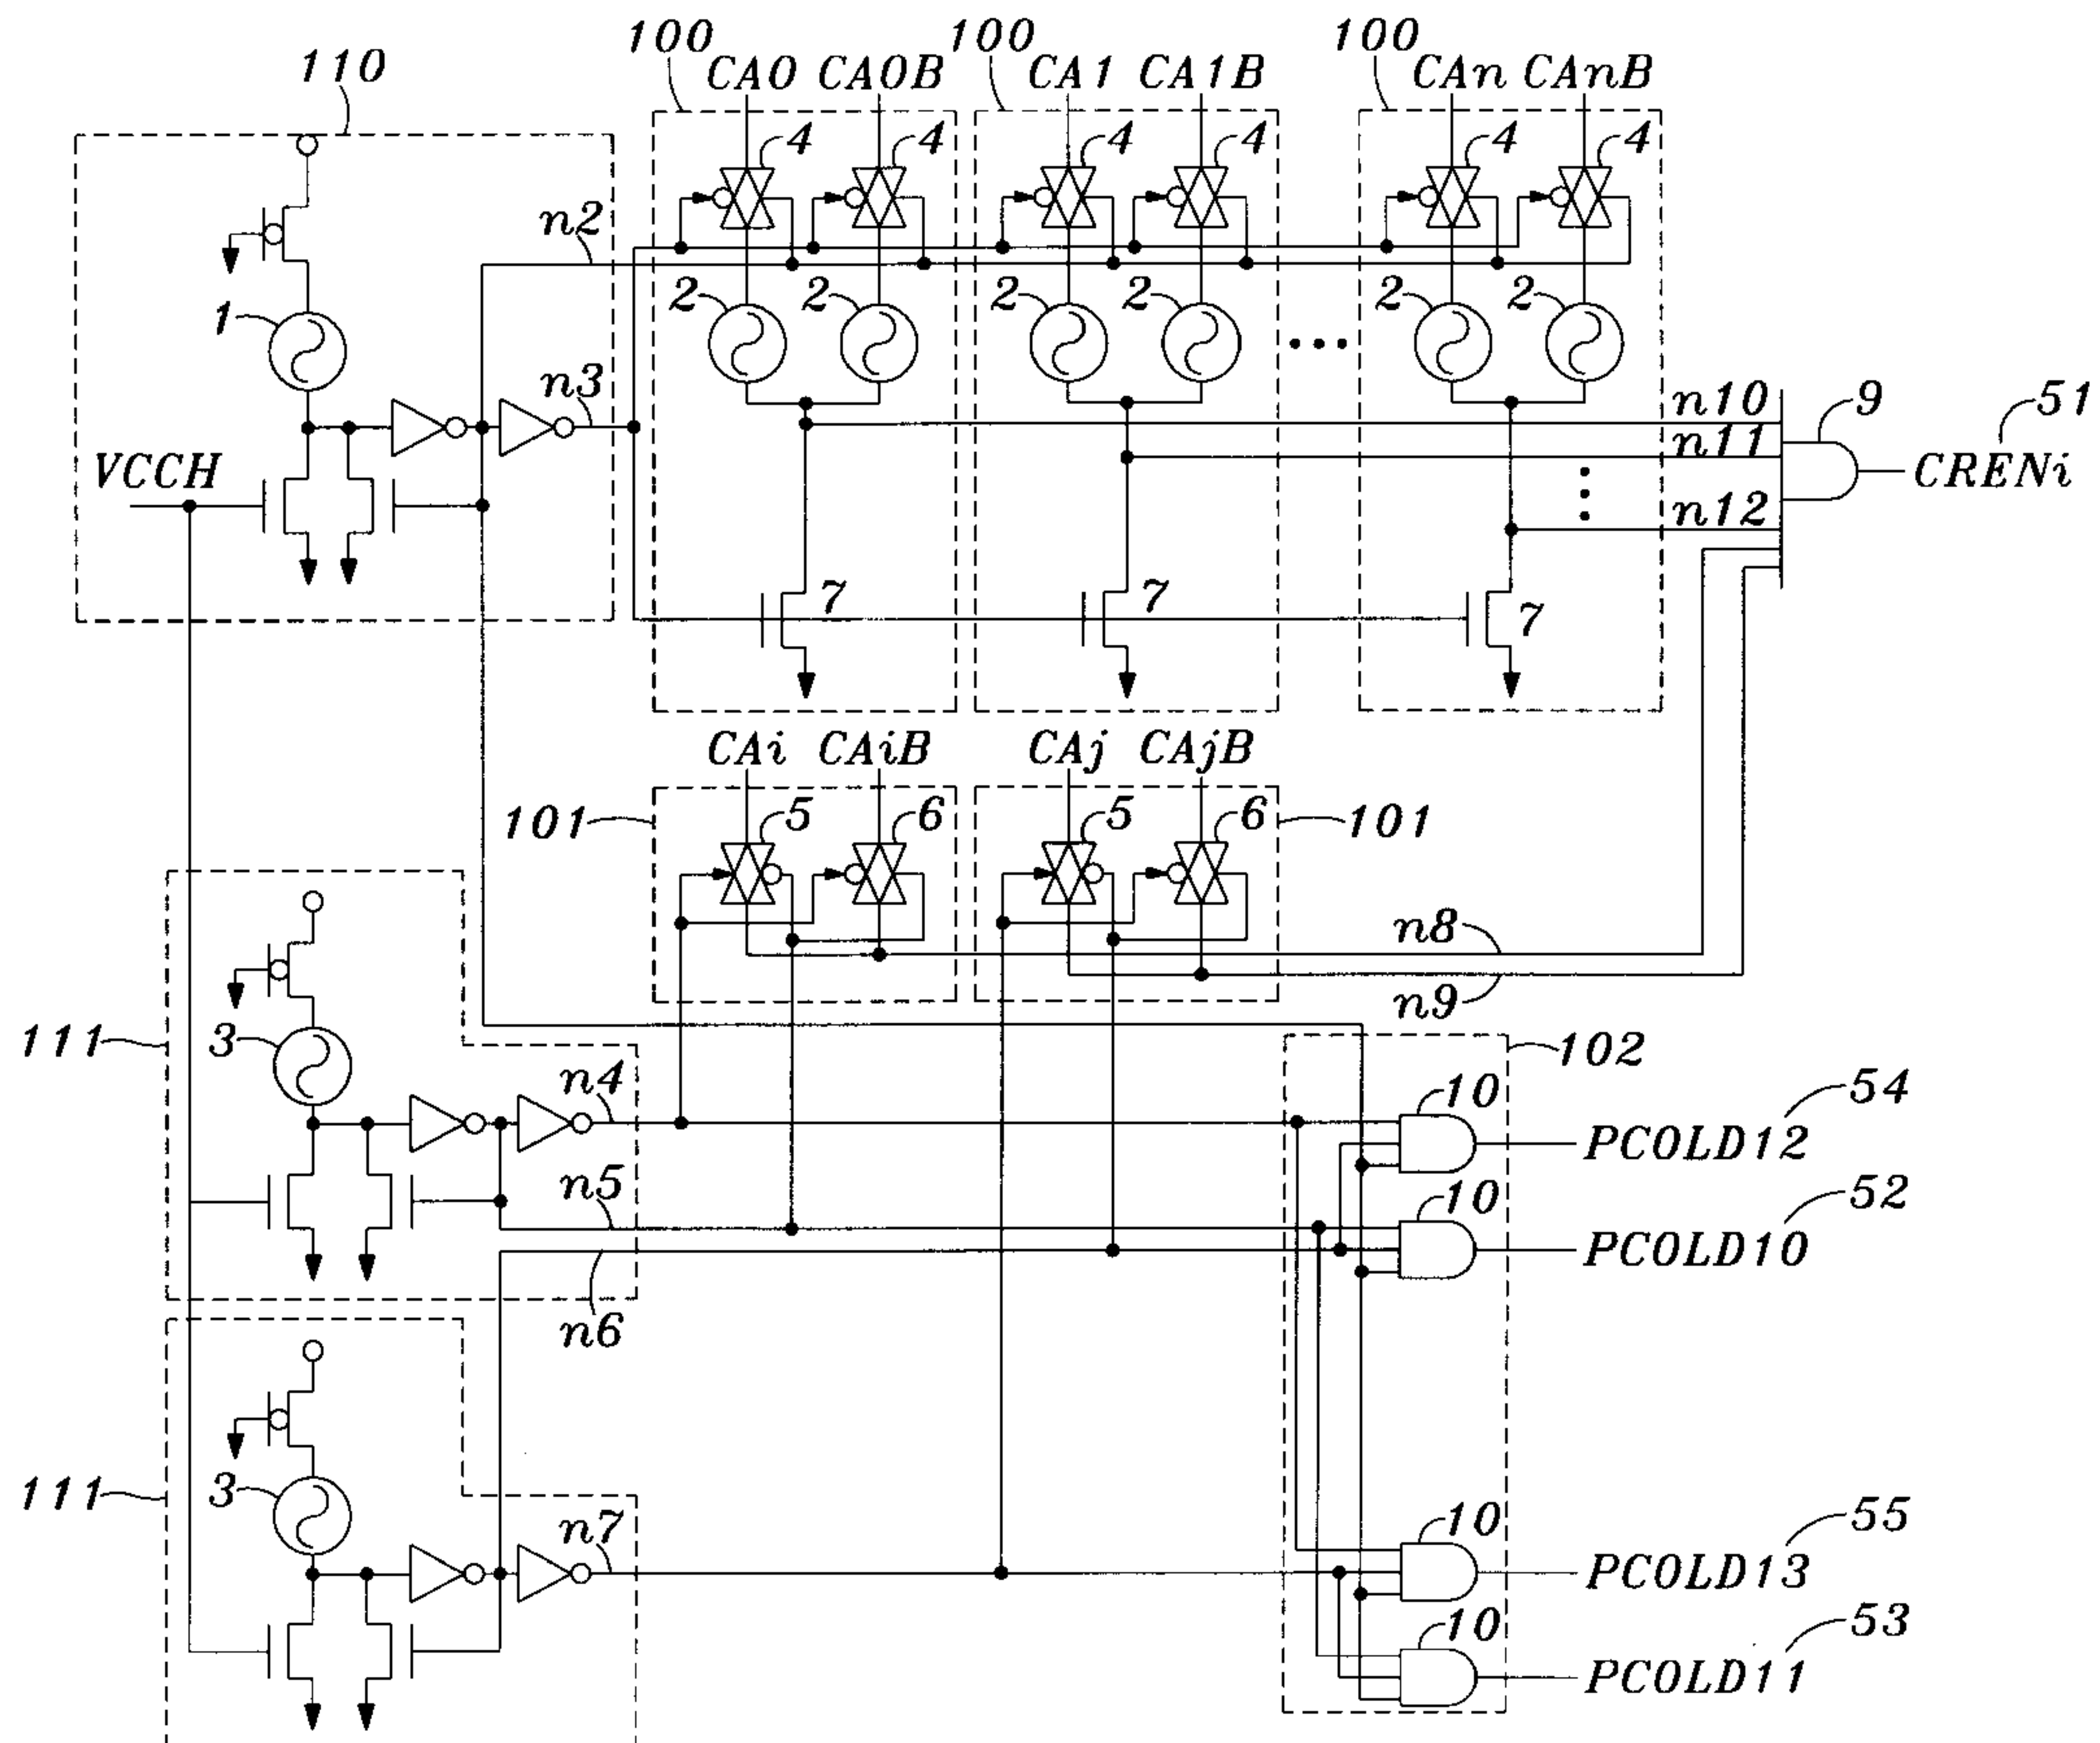 100 100 100
110 CA0 CA0B CA1 CA1B CAn CAnB
4 4 4 4 4 4
n2
1 2 2 2 2 2 2
n3 n10 9 51
n11
VCCH CRENi
n12
7 7 7
CAi CAiB CAj CAjB
101 5 6 5 6 101
n8
n9
111 3 102
n4 10 54
PCOLD12
n5 10 52
PCOLD10
n6
111 3 n7 10 55
PCOLD13
10 53
PCOLD11